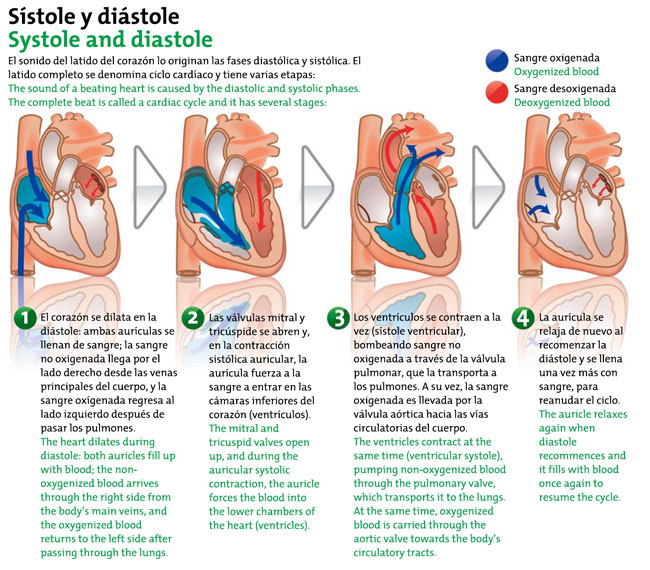 Sístole y diástole
Systole and diastole
El sonido del latido del corazón lo originan las fases diastólica y sistólica. El
latido completo se denomina ciclo cardíaco y tiene varias etapas:
The sound of a beating heart is caused by the diastolic and systolic phases.
The complete beat is called a cardiac cycle and it has several stages:
Sangre oxigenada
Oxygenized blood
Sangre desoxigenada
Deoxygenized blood
1
El corazón se dilata en la
diástole: ambas aurículas se
llenan de sangre; la sangre
no oxigenada llega por el
lado derecho desde las venas
principales del cuerpo, y la
sangre oxigenada regresa al
lado izquierdo después de
pasar los pulmones.
The heart dilates during
diastole: both auricles fill up
with blood; the non-
oxygenized blood arrives
through the right side from
the body's main veins, and
the oxygenized blood
returns to the left side after
passing through the lungs.
2
Las válvulas mitral y
tricúspide se abren y,
en la contracción
sistólica auricular, la
aurícula fuerza a la
sangre a entrar en las
cámaras inferiores del
corazón (ventrículos).
The mitral and
tricuspid valves open
up, and during the
auricular systolic
contraction, the auricle
forces the blood into
the lower chambers of
the heart (ventricles).
3
Los ventrículos se contraen a la
vez (sístole ventricular),
bombeando sangre no
oxigenada a través de la válvula
pulmonar, que la transporta a
los pulmones. A su vez, la sangre
oxigenada es llevada por la
válvula aórtica hacia las vías
circulatorias del cuerpo.
The ventricles contract at the
same time (ventricular systole),
pumping non-oxygenized blood
through the pulmonary valve,
which transports it to the lungs.
At the same time, oxygenized
blood is carried through the
aortic valve towards the body's
circulatory tracts.
4
La aurícula se
relaja de nuevo al
recomenzar la
diástole y se llena
una vez más con
sangre, para
reanudar el ciclo.
The auricle relaxes
again when
diastole
recommences and
it fills with blood
once again to
resume the cycle.